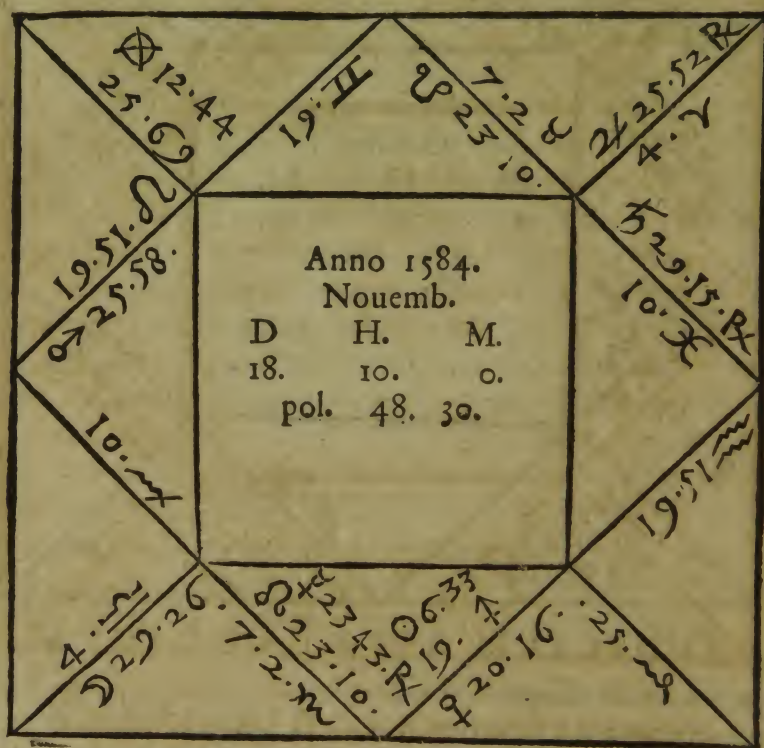 ⊗ 12.44
25.♋
19.♊
7.2 ♉
☋ 23 10.
♃ 25.52 ℞
4.♈
19.51.♌
♂ 25.58.
♄ 29.15.℞
10.♓
Anno 1584.
Nouemb.
D H. M.
18. 10. 0.
pol. 48. 30.
10.♍
19.51 ♒
4.♎
☽ 29.26.
7.2.♏
☊ 23.10.
☿ 23 43.℞
☉ 6.33
19. ♐
♀ 20.16.
25.♑